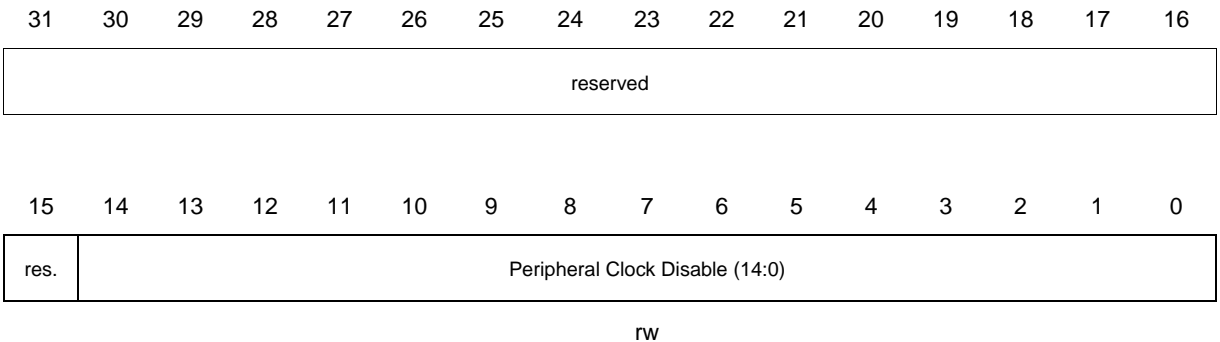 31 30 29 28 27 26 25 24 23 22 21 20 19 18 17 16
reserved
15 14 13 12 11 10 9 8 7 6 5 4 3 2 1 0
res. Peripheral Clock Disable (14:0)
rw